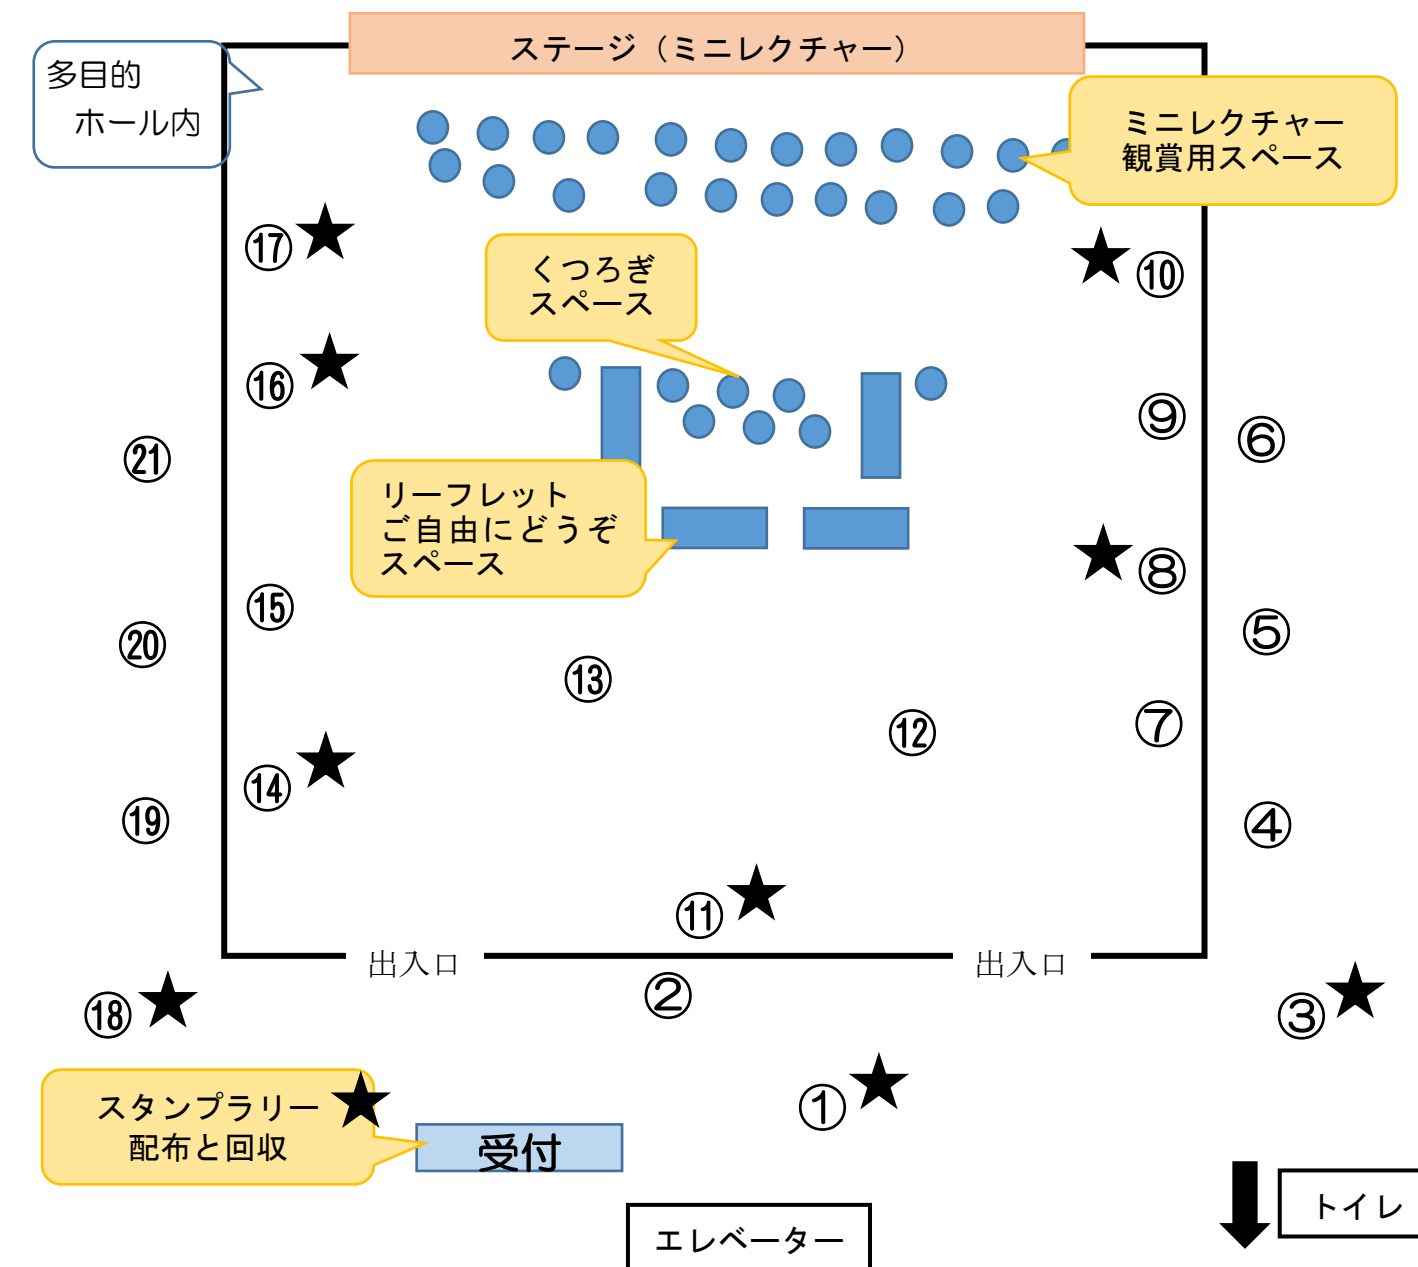 ステージ（ミニレクチャー）
多目的
ホール内
ミニレクチャー
観賞用スペース
⑰
★
★
⑩
くつろぎ
スペース
⑯
★
⑨
⑥
㉑
リーフレット
ご自由にどうぞ
スペース
★
⑧
⑮
⑤
⑳
⑬
⑫
⑦
⑭
★
⑲
④
⑪
★
出入口
出入口
②
⑱
★
③
★
①
★
スタンプラリー
★
配布と回収
受付
トイレ
エレベーター